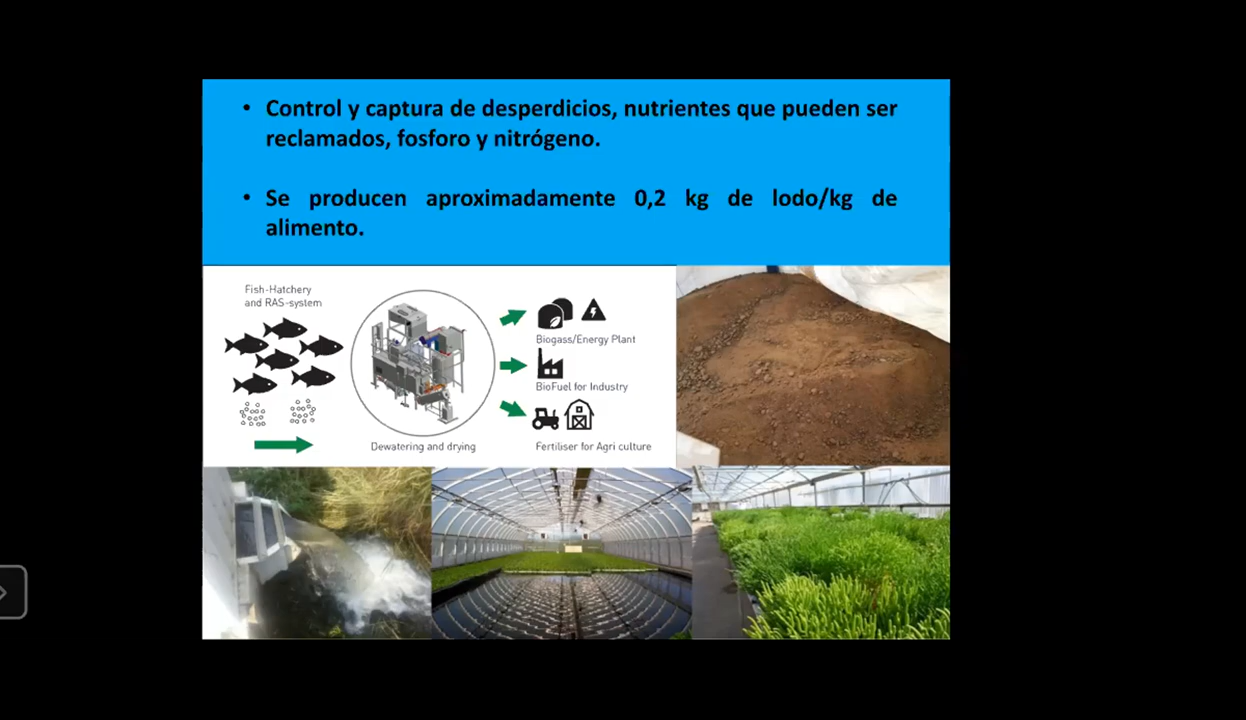 • Control y captura de desperdicios, nutrientes que pueden ser
reclamados, fosforo y nitrógeno.
• Se producen aproximadamente 0,2 kg de lodo/kg de
alimento.
Fish-Hatchery
and RAS-system
Biogass/Energy Plant
BioFuel for Industry
Dewatering and drying
Fertiliser for Agri culture